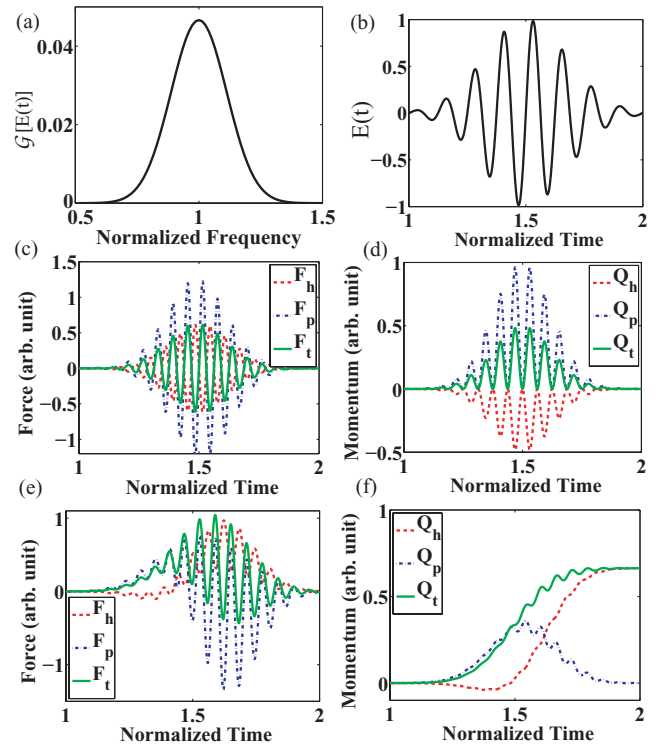 (a)
0.04
0.02
0
𝒢[E(t)]
0.5
1
1.5
Normalized Frequency
(b)
1
0.5
0
−0.5
−1
E(t)
1
1.5
2
Normalized Time
(c)
1.5
1
0.5
0
−0.5
−1
Force (arb. unit)
F_h
F_p
F_t
1
1.5
2
Normalized Time
(d)
1
0.5
0
−0.5
Momentum (arb. unit)
Q_h
Q_p
Q_t
1
1.5
2
Normalized Time
(e)
1
0
−1
Force (arb. unit)
F_h
F_p
F_t
1
1.5
2
Normalized Time
(f)
1
0.5
0
Momentum (arb. unit)
Q_h
Q_p
Q_t
1
1.5
2
Normalized Time